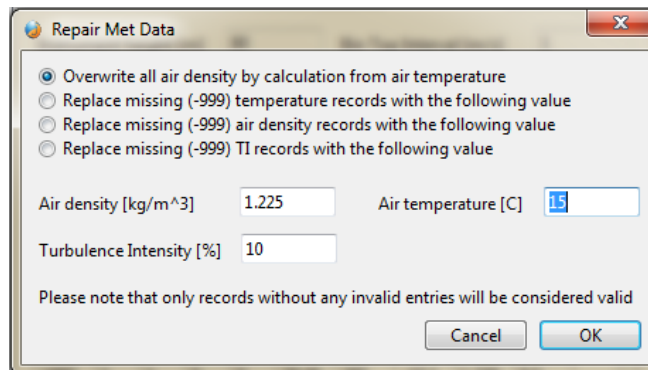 Repair Met Data
Overwrite all air density by calculation from air temperature
Replace missing (-999) temperature records with the following value
Replace missing (-999) air density records with the following value
Replace missing (-999) TI records with the following value
Air density [kg/m^3] 1.225 Air temperature [C] 15
Turbulence Intensity [%] 10
Please note that only records without any invalid entries will be considered valid
Cancel OK